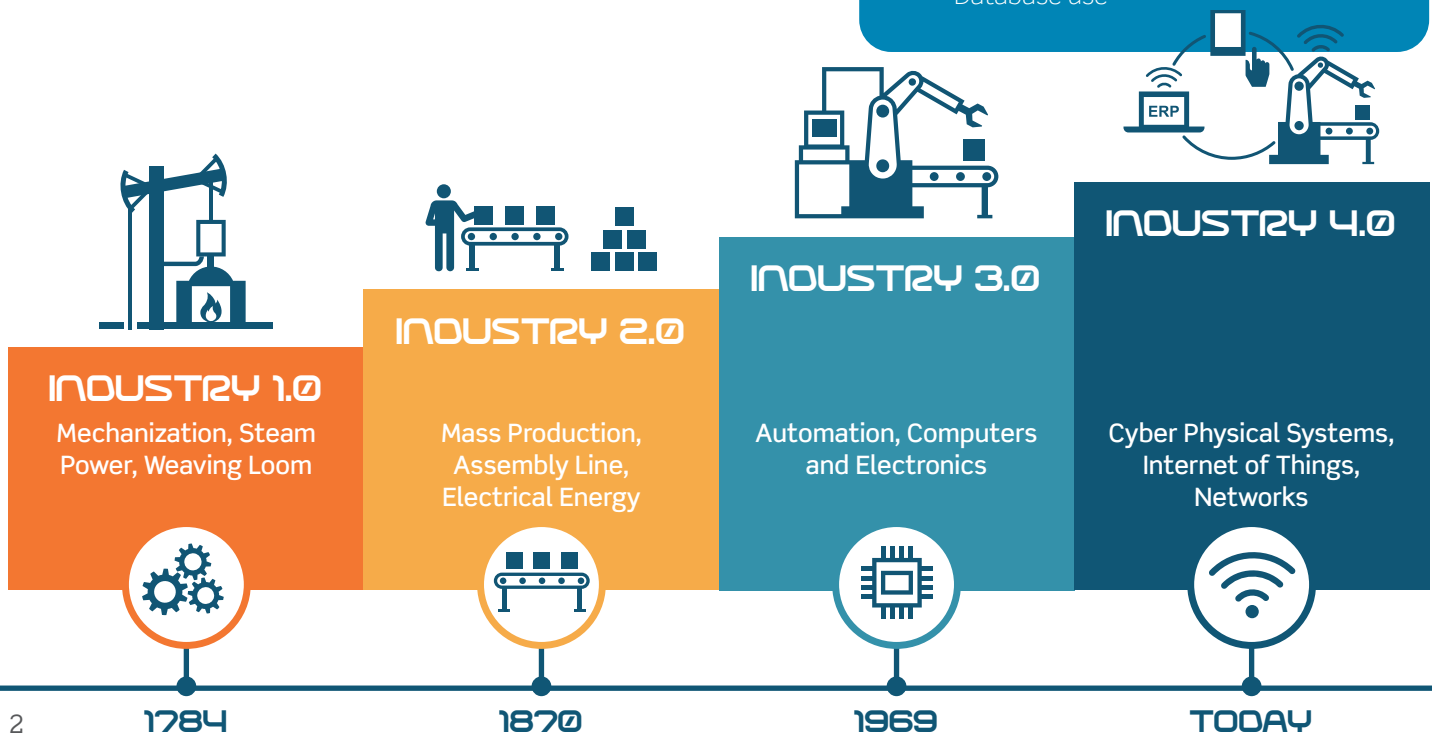 Database use
ERP
INDUSTRY 1.0
Mechanization, Steam
Power, Weaving Loom
INDUSTRY 2.0
Mass Production,
Assembly Line,
Electrical Energy
INDUSTRY 3.0
Automation, Computers
and Electronics
INDUSTRY 4.0
Cyber Physical Systems,
Internet of Things,
Networks
2
1784
1870
1969
TODAY